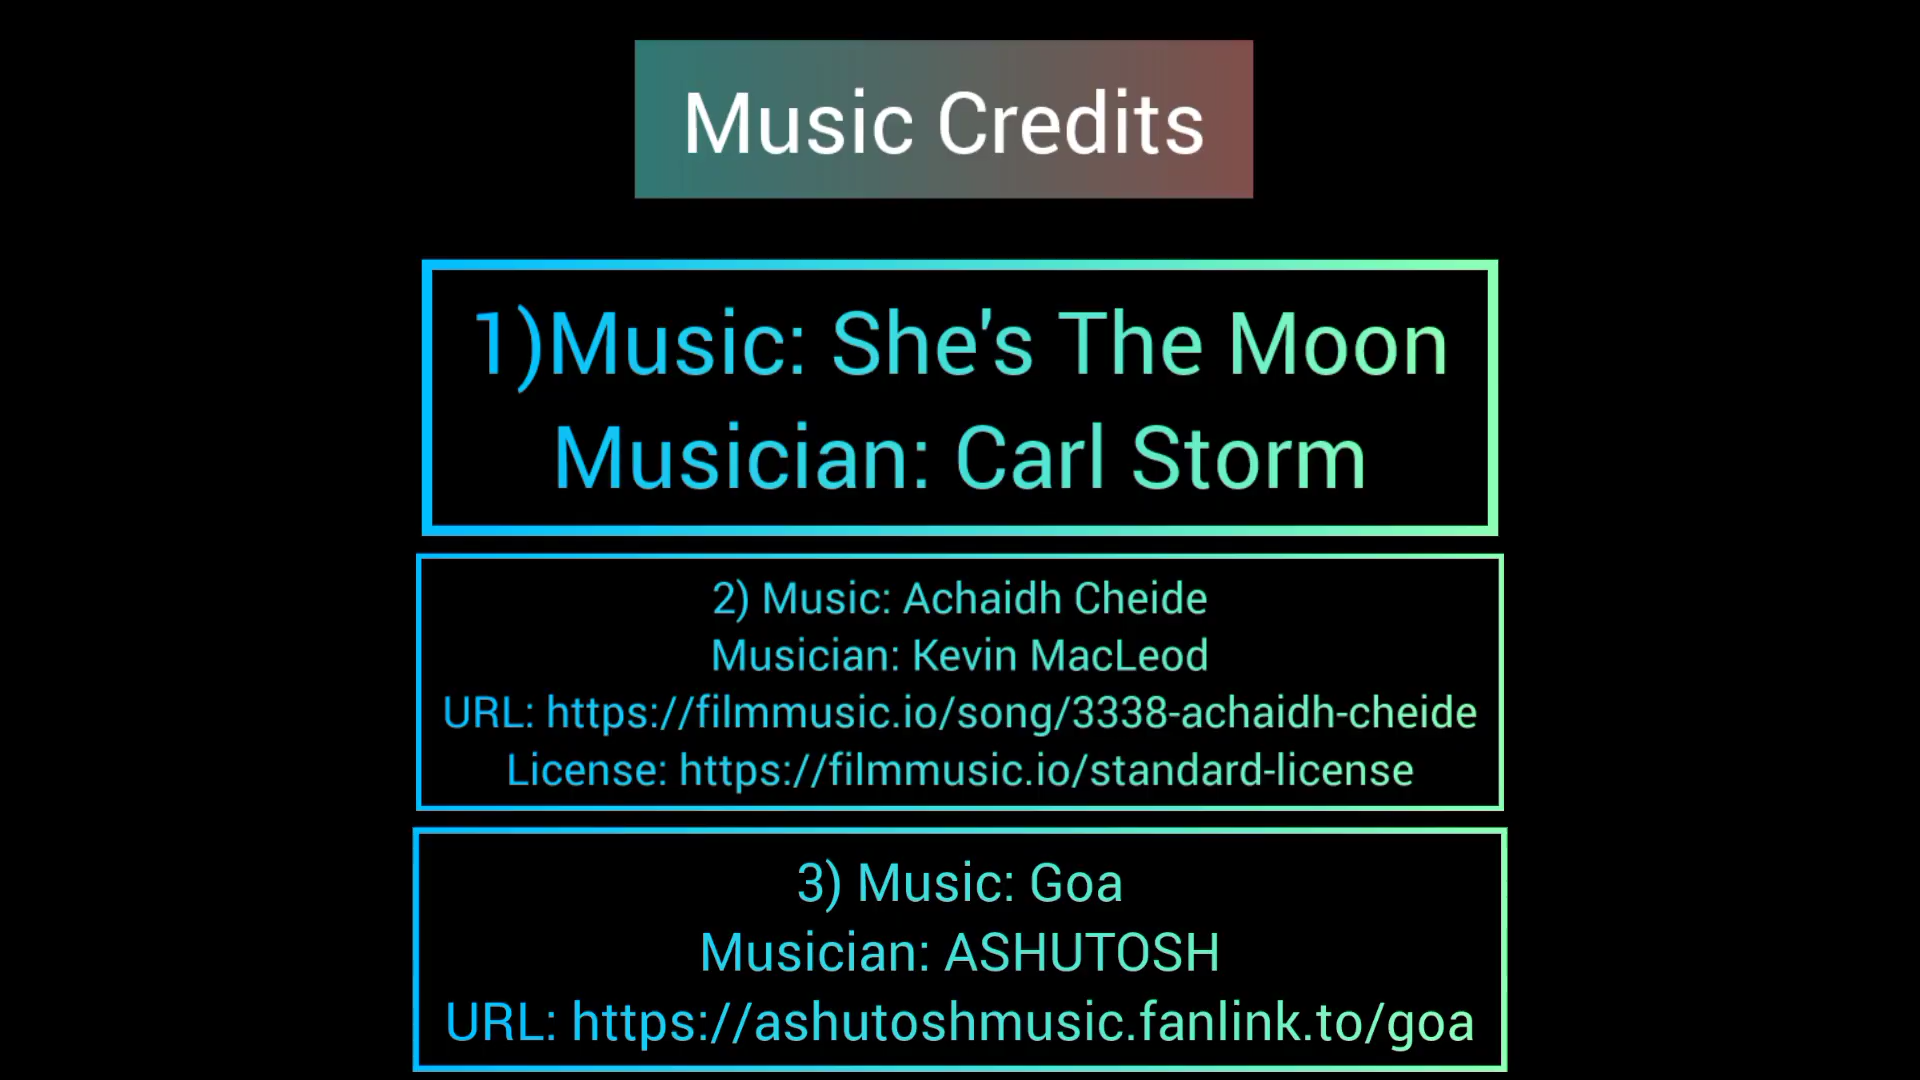 Music Credits
1)Music: She's The Moon
Musician: Carl Storm
2) Music: Achaidh Cheide
Musician: Kevin MacLeod
URL: https://filmmusic.io/song/3338-achaidh-cheide
License: https://filmmusic.io/standard-license
3) Music: Goa
Musician: ASHUTOSH
URL: https://ashutoshmusic.fanlink.to/goa